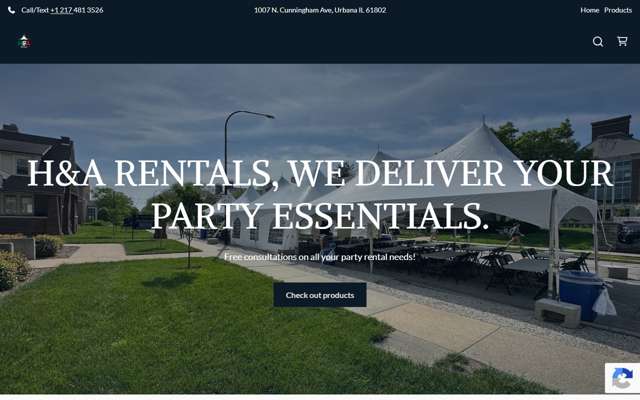 Call/Text +1 217 481 3526
1007 N. Cunningham Ave, Urbana IL 61802
Home Products
H&A RENTALS, WE DELIVER YOUR
PARTY ESSENTIALS.
Free consultations on all your party rental needs!
Check out products